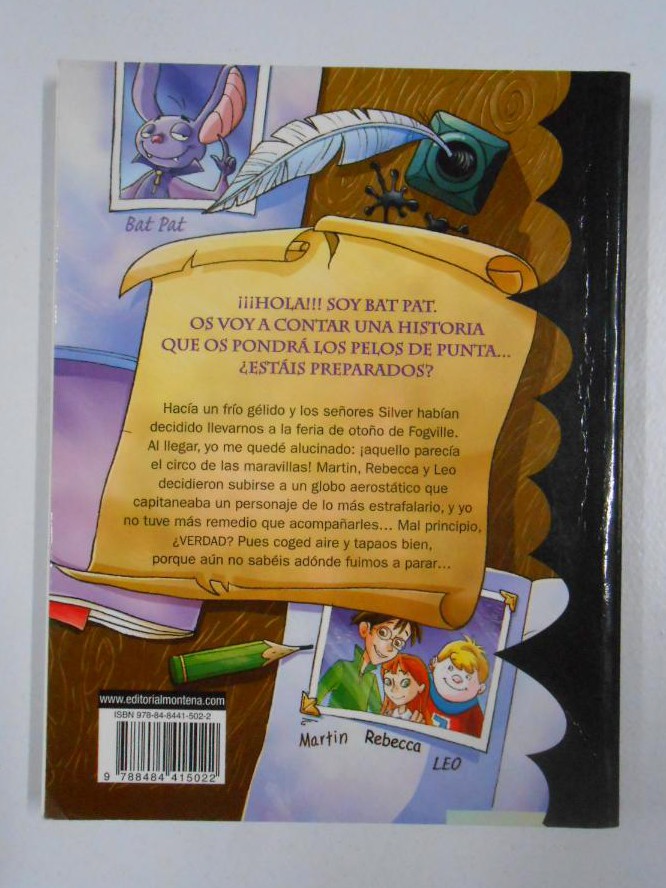 Bat Pat
¡¡¡HOLA!!! SOY BAT PAT.
OS VOY A CONTAR UNA HISTORIA
QUE OS PONDRÁ LOS PELOS DE PUNTA...
¿ESTÁIS PREPARADOS?
Hacía un frío gélido y los señores Silver habían
decidido llevarnos a la feria de otoño de Fogville.
Al llegar, yo me quedé alucinado: ¡aquello parecía
el circo de las maravillas! Martin, Rebecca y Leo
decidieron subirse a un globo aerostático que
capitaneaba un personaje de lo más estrafalario, y yo
no tuve más remedio que acompañarles... Mal principio,
¿VERDAD? Pues coged aire y tapaos bien,
porque aún no sabéis adónde fuimos a parar...
Martin Rebecca LEO
www.editorialmontena.com
ISBN 978-84-8441-502-2
9 788484 415022